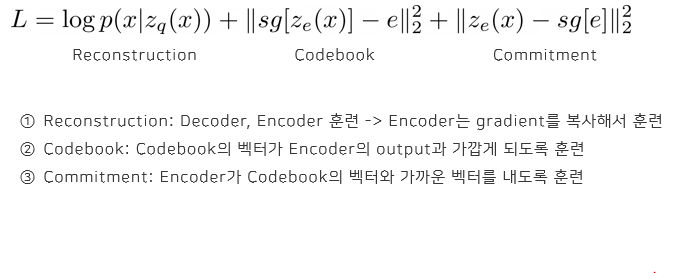 L = log p(x|z_q(x)) + ||sg[z_e(x)] − e||₂² + ||z_e(x) − sg[e]||₂²
Reconstruction Codebook Commitment
① Reconstruction: Decoder, Encoder 훈련 -> Encoder는 gradient를 복사해서 훈련
② Codebook: Codebook의 벡터가 Encoder의 output과 가깝게 되도록 훈련
③ Commitment: Encoder가 Codebook의 벡터와 가까운 벡터를 내도록 훈련